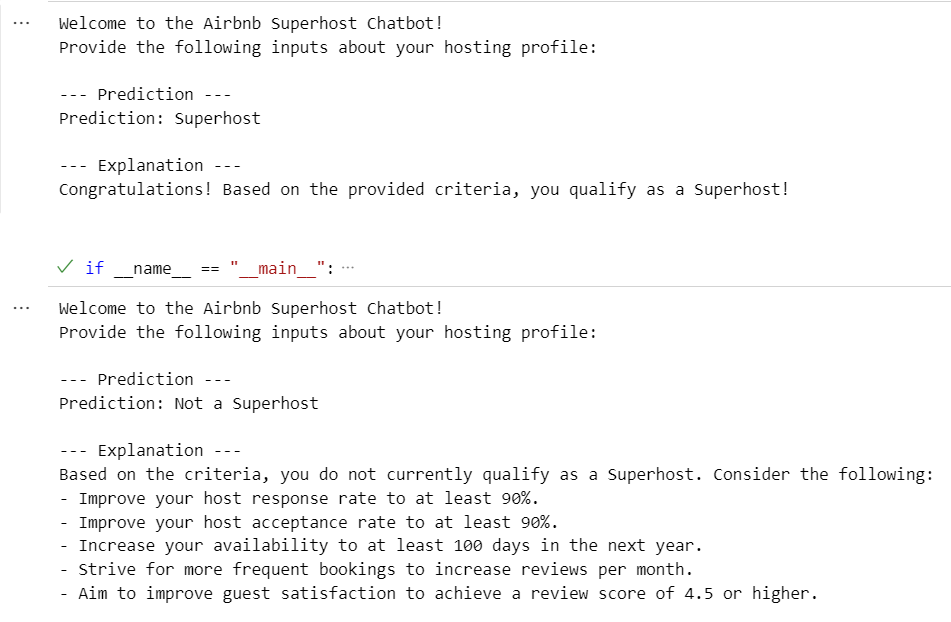 Welcome to the Airbnb Superhost Chatbot!
Provide the following inputs about your hosting profile:
--- Prediction ---
Prediction: Superhost
--- Explanation ---
Congratulations! Based on the provided criteria, you qualify as a Superhost!
if __name__ == "__main__": ···
Welcome to the Airbnb Superhost Chatbot!
Provide the following inputs about your hosting profile:
--- Prediction ---
Prediction: Not a Superhost
--- Explanation ---
Based on the criteria, you do not currently qualify as a Superhost. Consider the following:
- Improve your host response rate to at least 90%.
- Improve your host acceptance rate to at least 90%.
- Increase your availability to at least 100 days in the next year.
- Strive for more frequent bookings to increase reviews per month.
- Aim to improve guest satisfaction to achieve a review score of 4.5 or higher.